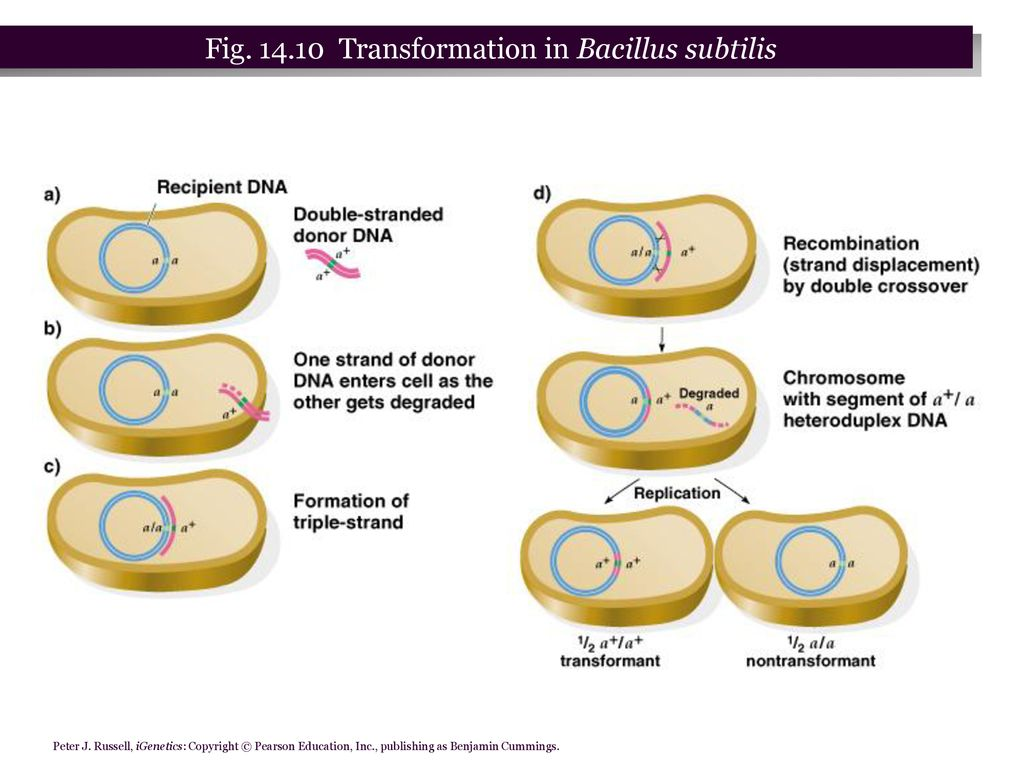 Fig. 14.10 Transformation in Bacillus subtilis
a)
Recipient DNA
Double-stranded
donor DNA
a a
a+
a+
b)
One strand of donor
DNA enters cell as the
other gets degraded
a a
a+
c)
Formation of
triple-strand
a/a a+
d)
a/a a+
Recombination
(strand displacement)
by double crossover
a a+ Degraded
a
Chromosome
with segment of a+/ a
heteroduplex DNA
Replication
a+ a+
a a
1/2 a+/a+
transformant
1/2 a/a
nontransformant
Peter J. Russell, iGenetics: Copyright © Pearson Education, Inc., publishing as Benjamin Cummings.